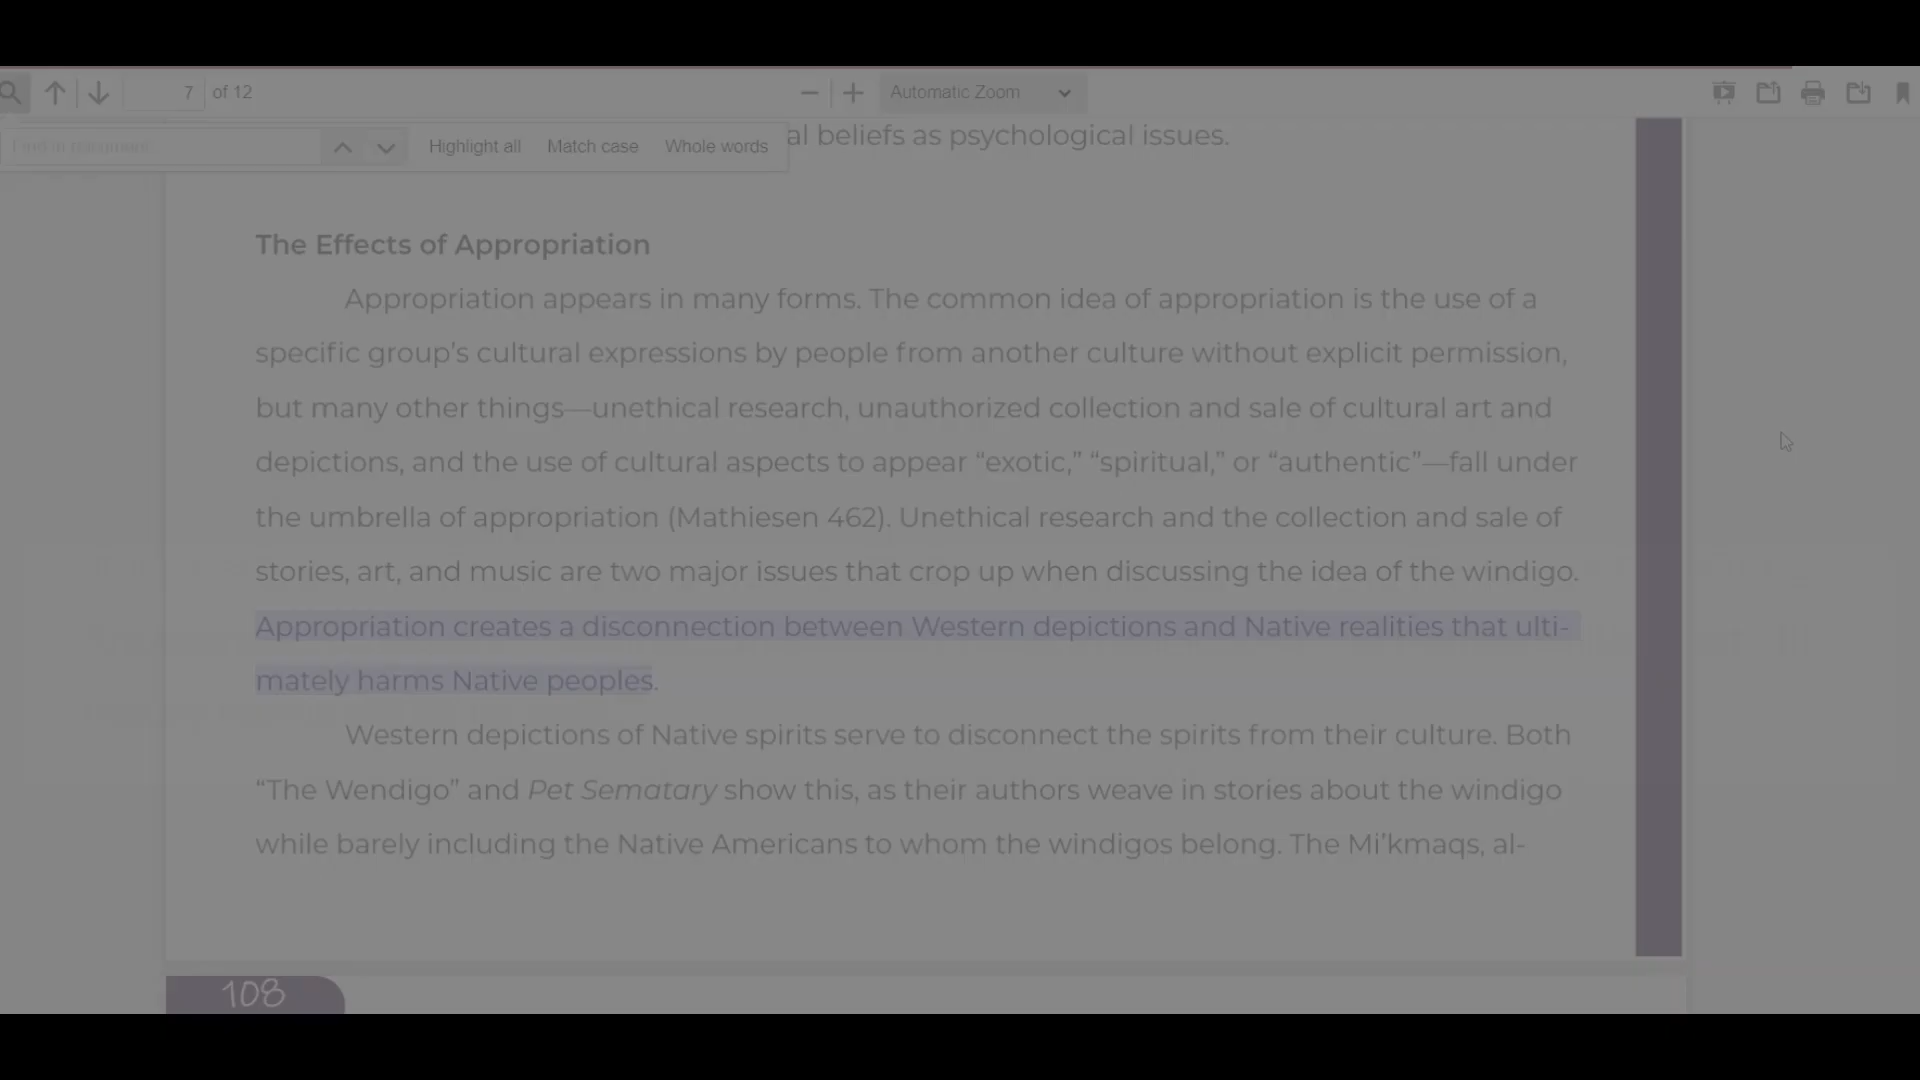 7 of 12
Automatic Zoom
Find in document
Highlight all
Match case
Whole words
al beliefs as psychological issues.
The Effects of Appropriation
Appropriation appears in many forms. The common idea of appropriation is the use of a
specific group’s cultural expressions by people from another culture without explicit permission,
but many other things—unethical research, unauthorized collection and sale of cultural art and
depictions, and the use of cultural aspects to appear “exotic,” “spiritual,” or “authentic”—fall under
the umbrella of appropriation (Mathiesen 462). Unethical research and the collection and sale of
stories, art, and music are two major issues that crop up when discussing the idea of the windigo.
Appropriation creates a disconnection between Western depictions and Native realities that ulti-
mately harms Native peoples.
Western depictions of Native spirits serve to disconnect the spirits from their culture. Both
“The Wendigo” and Pet Sematary show this, as their authors weave in stories about the windigo
while barely including the Native Americans to whom the windigos belong. The Mi’kmaqs, al-
108